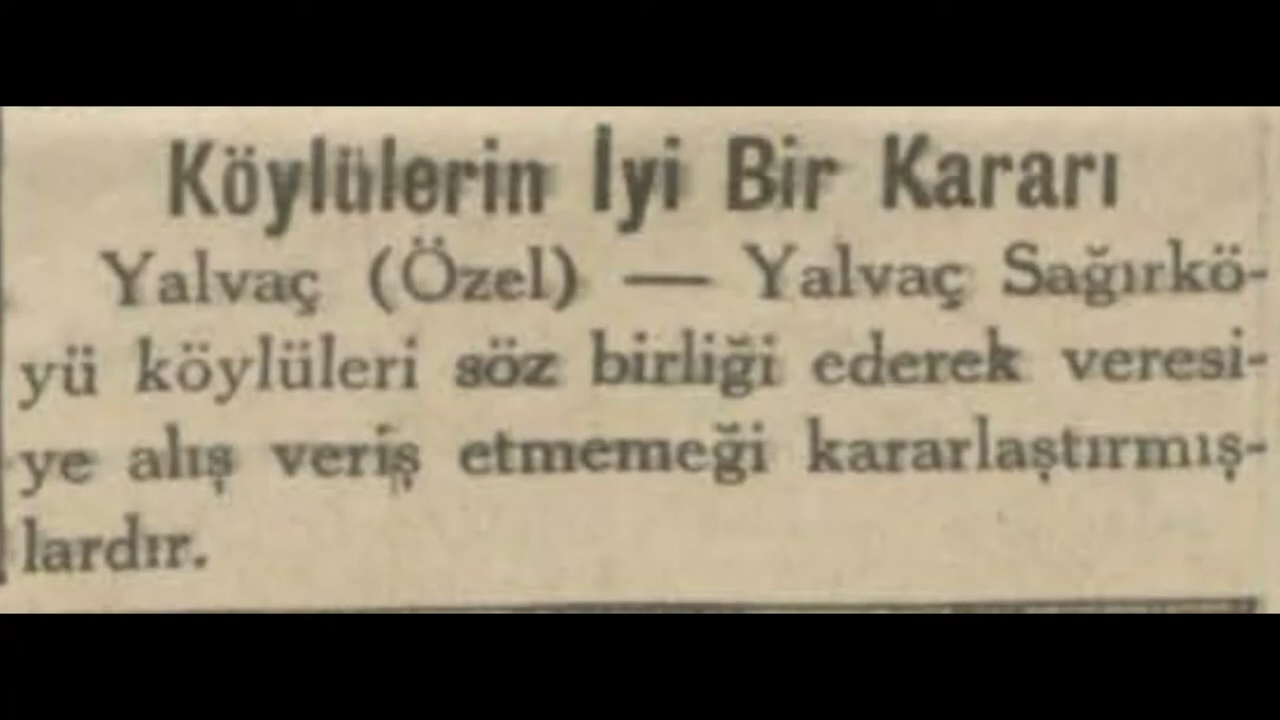 Köylülerin İyi Bir Kararı
Yalvaç (Özel) — Yalvaç Sağırkö-
yü köylüleri söz birliği ederek veresi-
ye alış veriş etmemeği kararlaştırmış-
lardır.